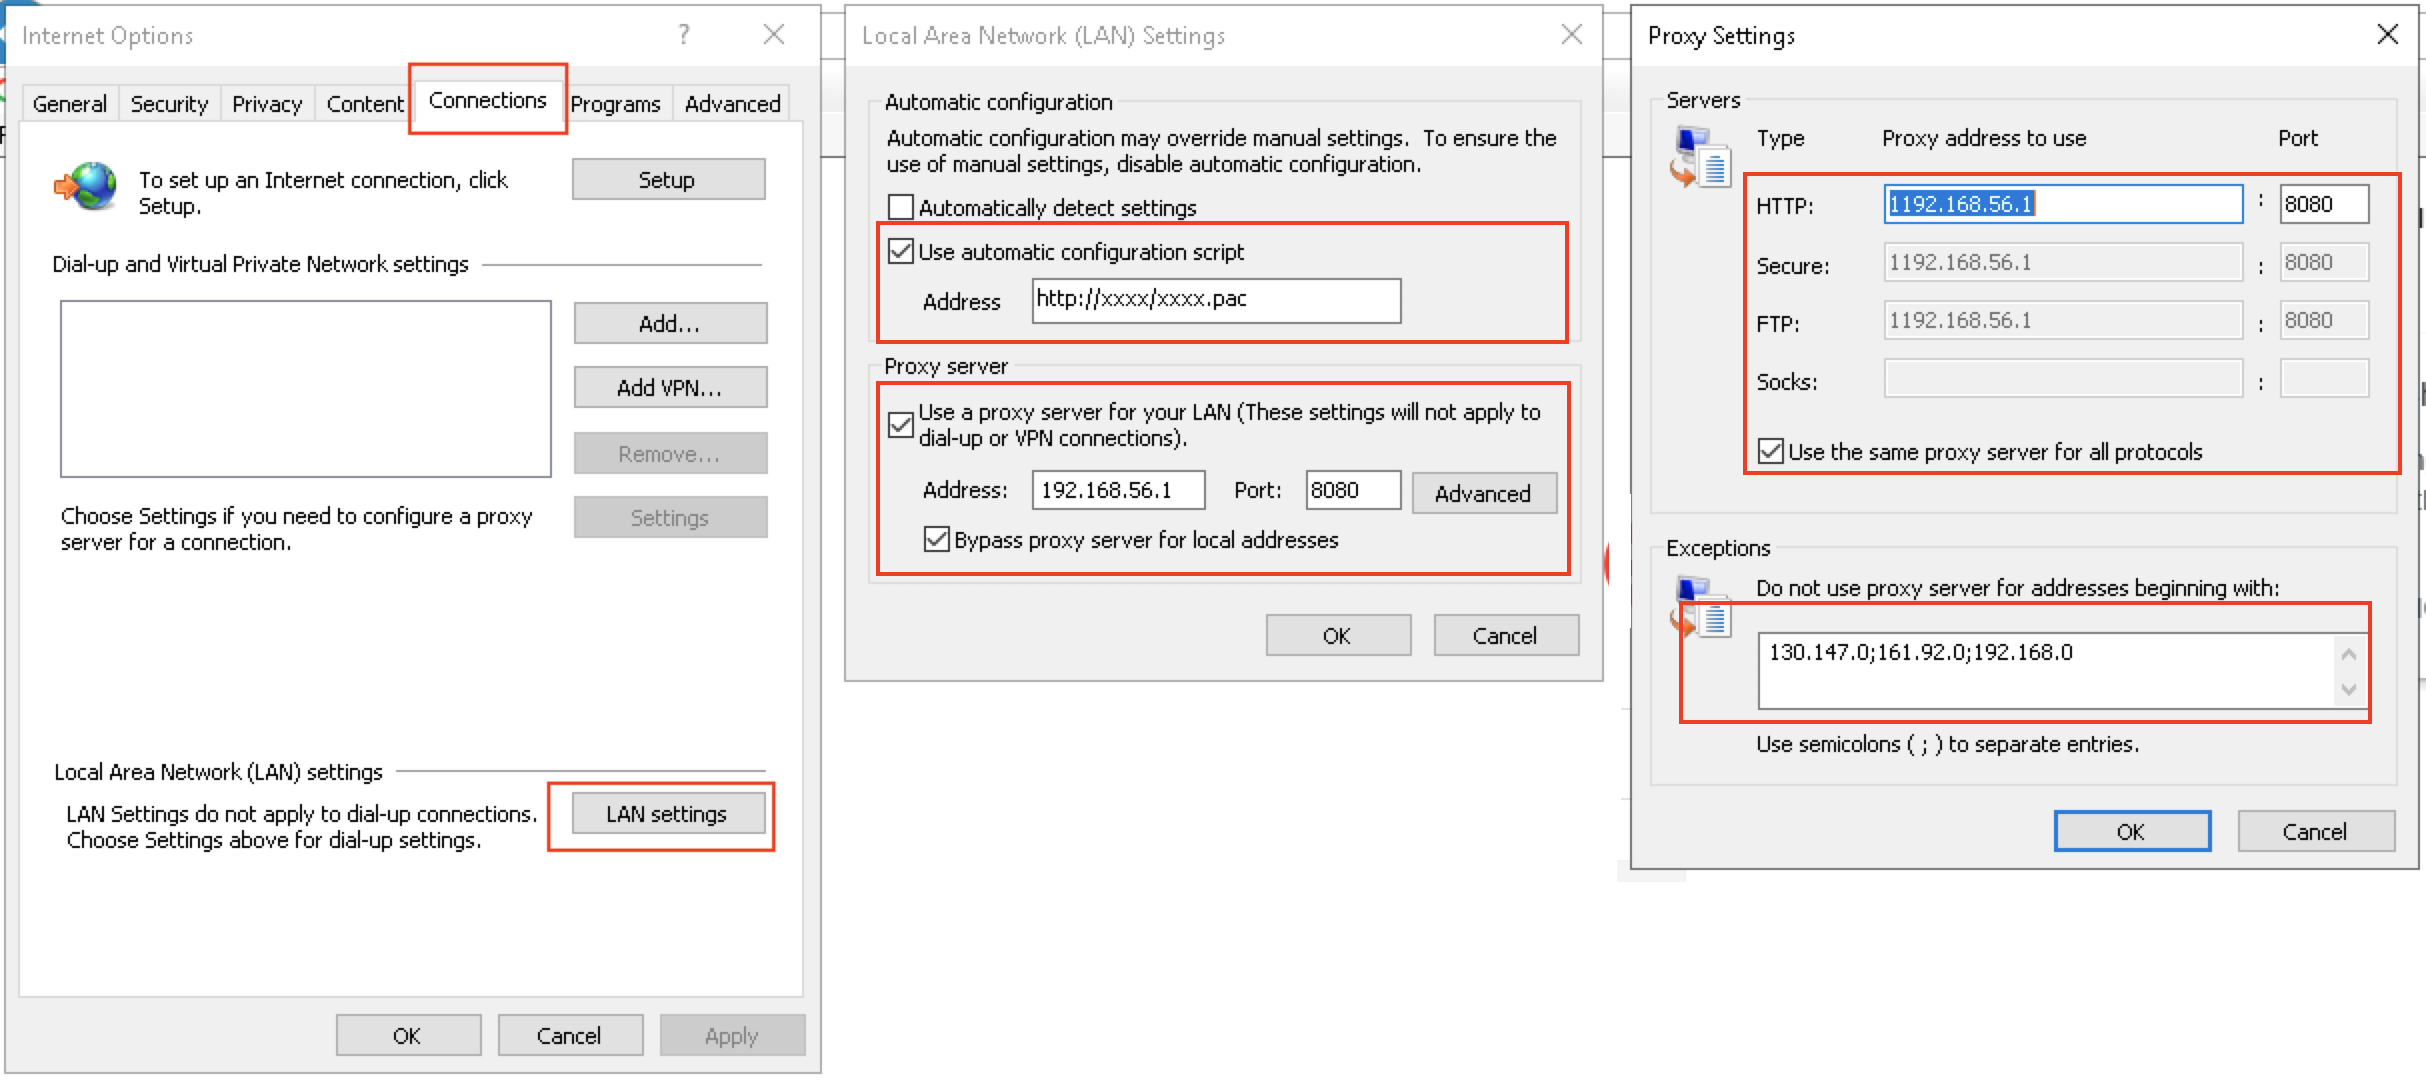 Internet Options
?
General Security Privacy Content Connections Programs Advanced
To set up an Internet connection, click
Setup.
Setup
Dial-up and Virtual Private Network settings
Add...
Add VPN...
Remove...
Choose Settings if you need to configure a proxy
server for a connection.
Settings
Local Area Network (LAN) settings
LAN Settings do not apply to dial-up connections.
Choose Settings above for dial-up settings.
LAN settings
OK Cancel Apply
Local Area Network (LAN) Settings
Automatic configuration
Automatic configuration may override manual settings. To ensure the
use of manual settings, disable automatic configuration.
Automatically detect settings
Use automatic configuration script
Address http://xxxx/xxxx.pac
Proxy server
Use a proxy server for your LAN (These settings will not apply to
dial-up or VPN connections).
Address: 192.168.56.1 Port: 8080 Advanced
Bypass proxy server for local addresses
OK Cancel
Proxy Settings
Servers
Type Proxy address to use Port
HTTP: 1192.168.56.1 : 8080
Secure: 1192.168.56.1 : 8080
FTP: 1192.168.56.1 : 8080
Socks: :
Use the same proxy server for all protocols
Exceptions
Do not use proxy server for addresses beginning with:
130.147.0;161.92.0;192.168.0
Use semicolons ( ; ) to separate entries.
OK Cancel